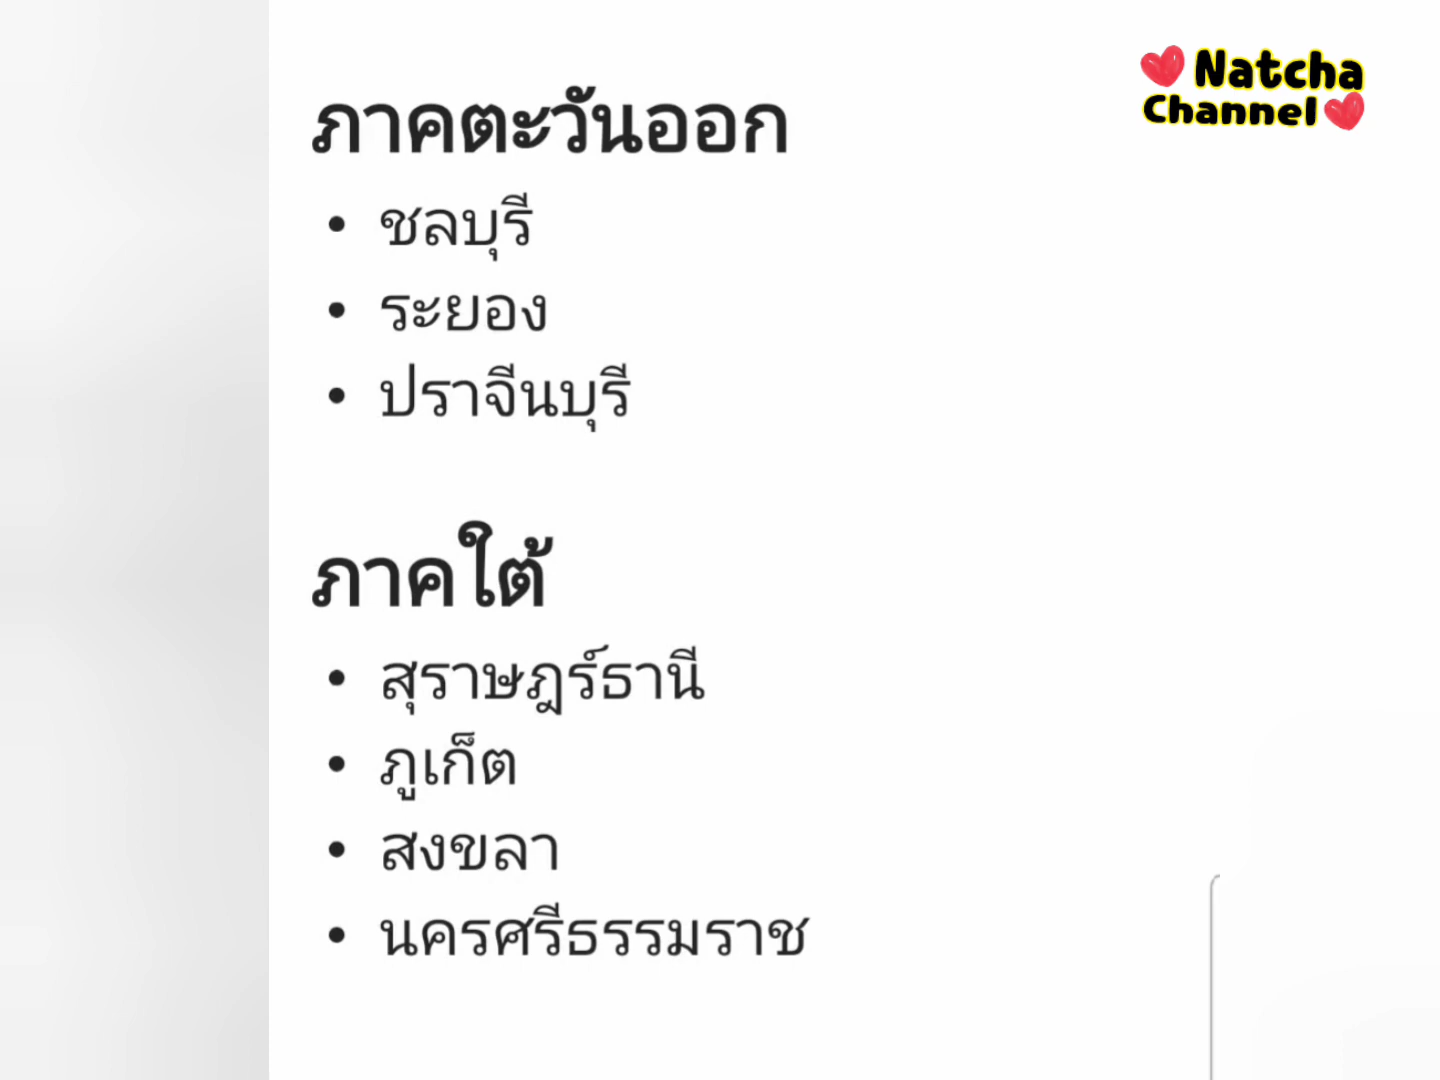 Natcha
Channel
ภาคตะวันออก
• ชลบุรี
• ระยอง
• ปราจีนบุรี
ภาคใต้
• สุราษฎร์ธานี
• ภูเก็ต
• สงขลา
• นครศรีธรรมราช